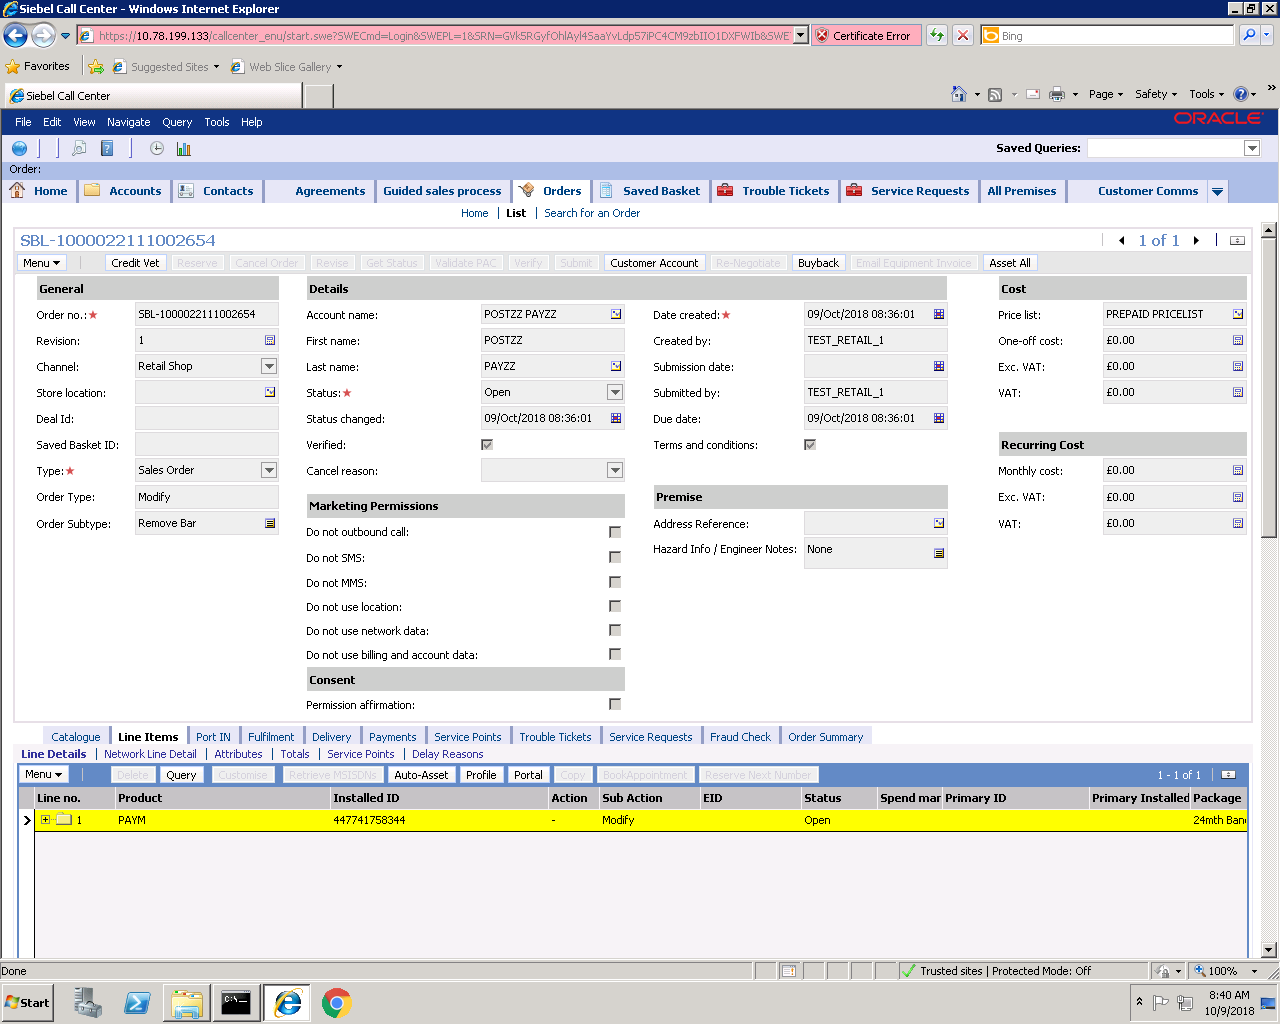 Siebel Call Center - Windows Internet Explorer
https://10.78.199.133/callcenter_enu/start.swe?SWECmd=Login&SWEPL=1&SRN=
Certificate Error
Bing
Favorites Suggested Sites Web Slice Gallery
Siebel Call Center
Page Safety Tools
File Edit View Navigate Query Tools Help
ORACLE
Saved Queries:
Order:
Home Accounts Contacts Agreements Guided sales process Orders Saved Basket Trouble Tickets Service Requests All Premises Customer Comms
Home List Search for an Order
SBL-1000022111002654
1 of 1
Menu Credit Vet Reserve Cancel Order Revise Get Status Validate PAC Verify Submit Customer Account Re-Negotiate Buyback Email Equipment Invoice Asset All
General
Order no.: SBL-1000022111002654
Revision: 1
Channel: Retail Shop
Store location:
Deal Id:
Saved Basket ID:
Type: Sales Order
Order Type: Modify
Order Subtype: Remove Bar
Details
Account name: POSTZZ PAYZZ
First name: POSTZZ
Last name: PAYZZ
Status: Open
Status changed: 09/Oct/2018 08:36:01
Verified:
Cancel reason:
Marketing Permissions
Do not outbound call:
Do not SMS:
Do not MMS:
Do not use location:
Do not use network data:
Do not use billing and account data:
Consent
Permission affirmation:
Date created: 09/Oct/2018 08:36:01
Created by: TEST_RETAIL_1
Submission date:
Submitted by: TEST_RETAIL_1
Due date: 09/Oct/2018 08:36:01
Terms and conditions:
Premise
Address Reference:
Hazard Info / Engineer Notes: None
Cost
Price list: PREPAID PRICELIST
One-off cost: £0.00
Exc. VAT: £0.00
VAT: £0.00
Recurring Cost
Monthly cost: £0.00
Exc. VAT: £0.00
VAT: £0.00
Catalogue Line Items Port IN Fulfilment Delivery Payments Service Points Trouble Tickets Service Requests Fraud Check Order Summary
Line Details Network Line Detail Attributes Totals Service Points Delay Reasons
Menu Delete Query Customise Retrieve MSISDNs Auto-Asset Profile Portal Copy BookAppointment Reserve Next Number
1 - 1 of 1
Line no. Product Installed ID Action Sub Action EID Status Spend mar Primary ID Primary Installed Package
1 PAYM 447741758344 - Modify Open 24mth Ban
Done
Trusted sites | Protected Mode: Off
100%
Start
8:40 AM
10/9/2018